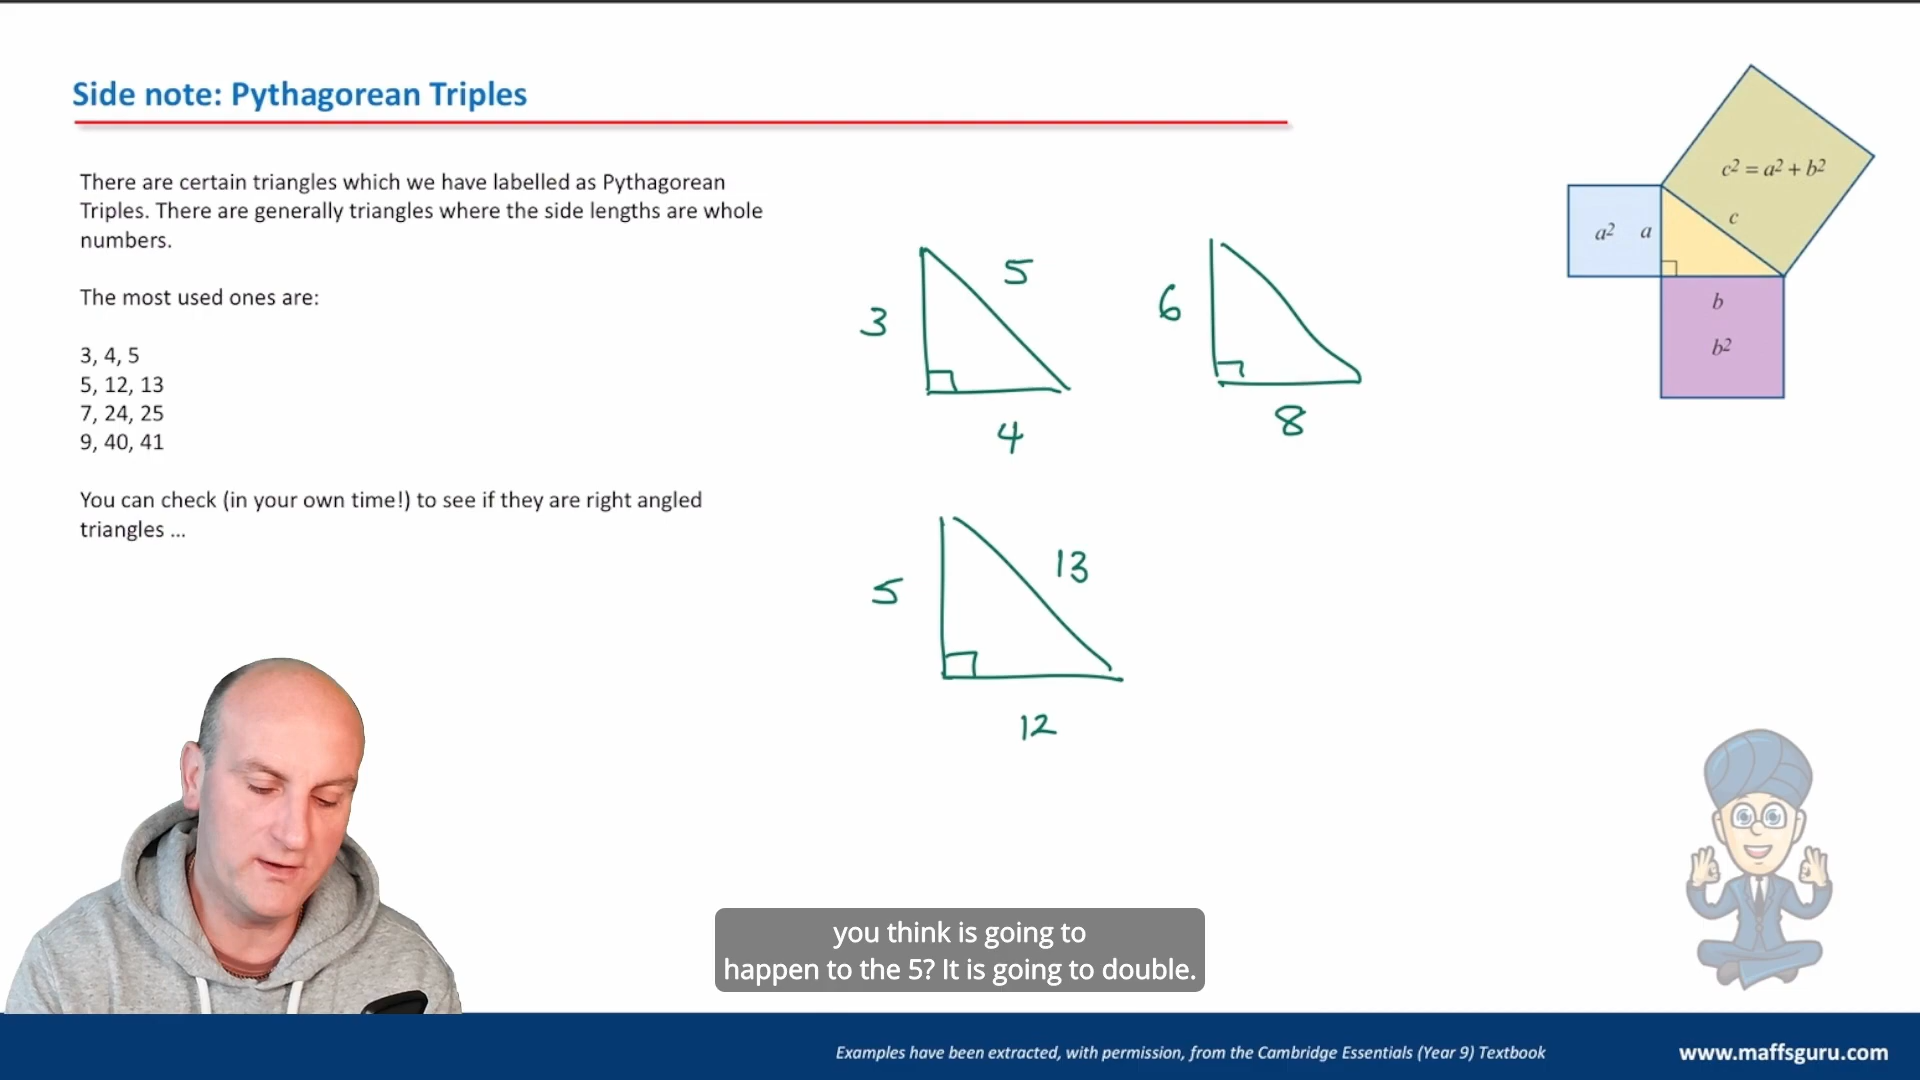 Side note: Pythagorean Triples
There are certain triangles which we have labelled as Pythagorean
Triples. There are generally triangles where the side lengths are whole
numbers.
The most used ones are:
3, 4, 5
5, 12, 13
7, 24, 25
9, 40, 41
You can check (in your own time!) to see if they are right angled
triangles ...
3
5
4
6
8
5
13
12
c² = a² + b²
a² a
c
b
b²
you think is going to
happen to the 5? It is going to double.
Examples have been extracted, with permission, from the Cambridge Essentials (Year 9) Textbook
www.maffsguru.com